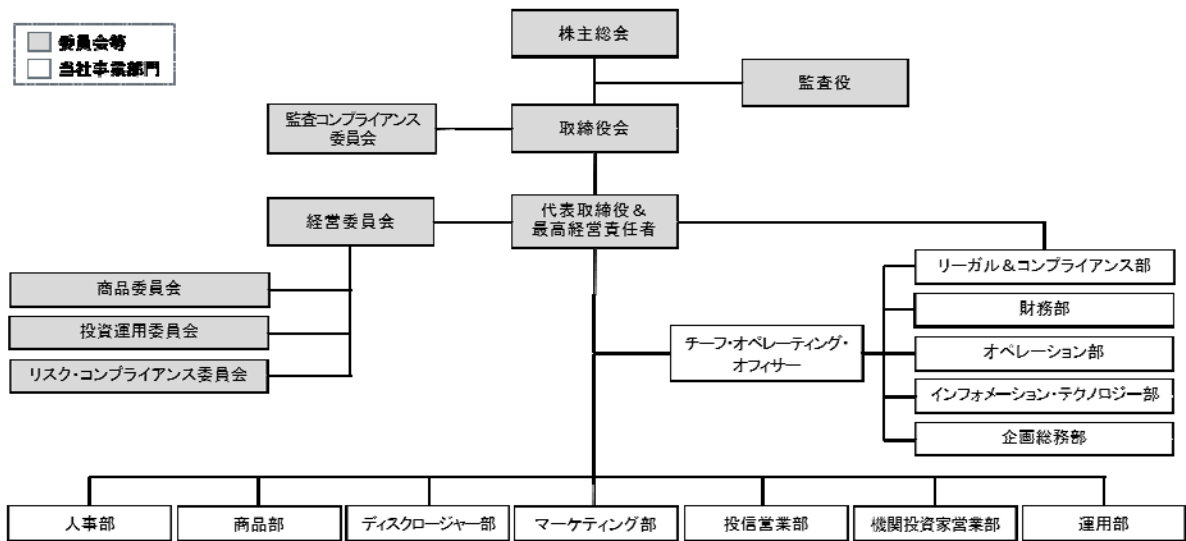 委員会等
当社事業部門
株主総会
監査役
監査コンプライアンス
委員会
取締役会
経営委員会
代表取締役＆
最高経営責任者
リーガル＆コンプライアンス部
商品委員会
財務部
投資運用委員会
チーフ・オペレーティング・
オフィサー
オペレーション部
リスク・コンプライアンス委員会
インフォメーション・テクノロジー部
企画総務部
人事部
商品部
ディスクロージャー部
マーケティング部
投信営業部
機関投資家営業部
運用部